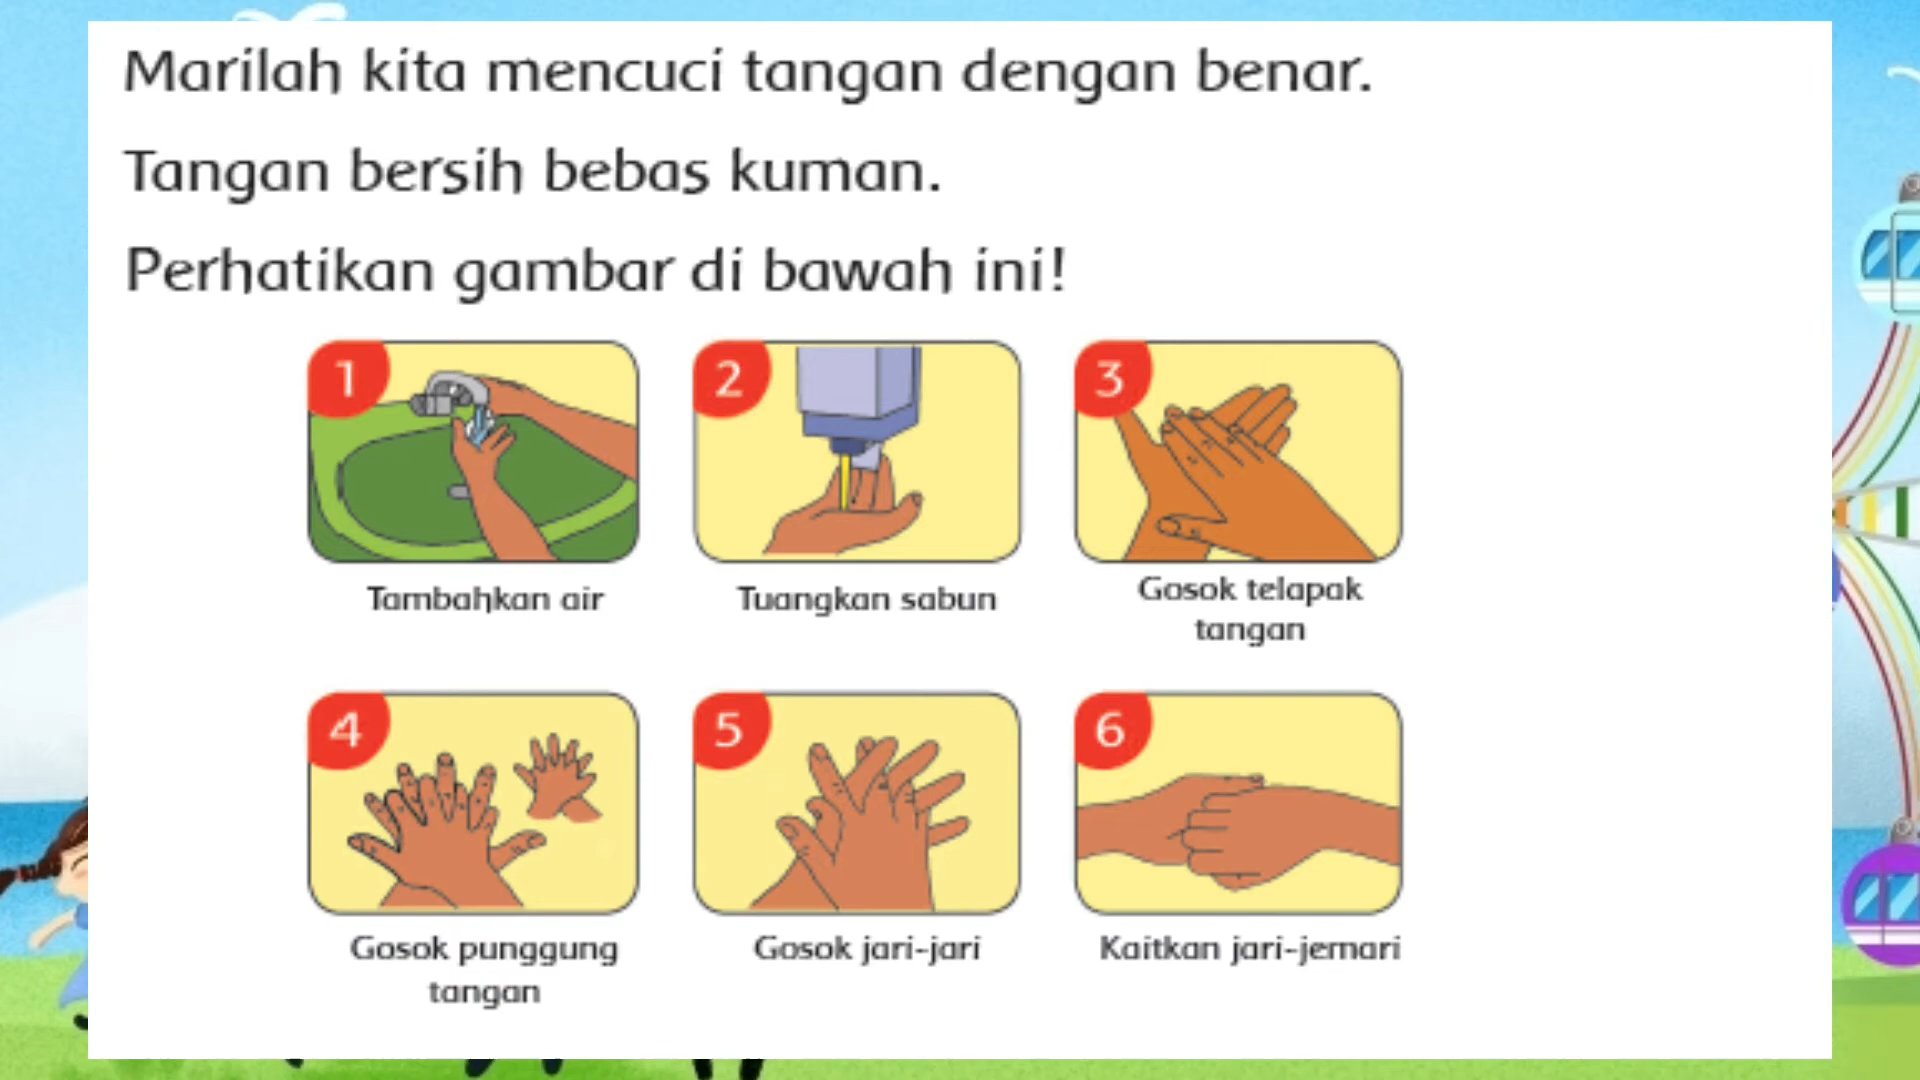 Marilah kita mencuci tangan dengan benar.
Tangan bersih bebas kuman.
Perhatikan gambar di bawah ini!
1
2
3
Tambahkan air
Tuangkan sabun
Gosok telapak
tangan
4
5
6
Gosok punggung
tangan
Gosok jari-jari
Kaitkan jari-jemari